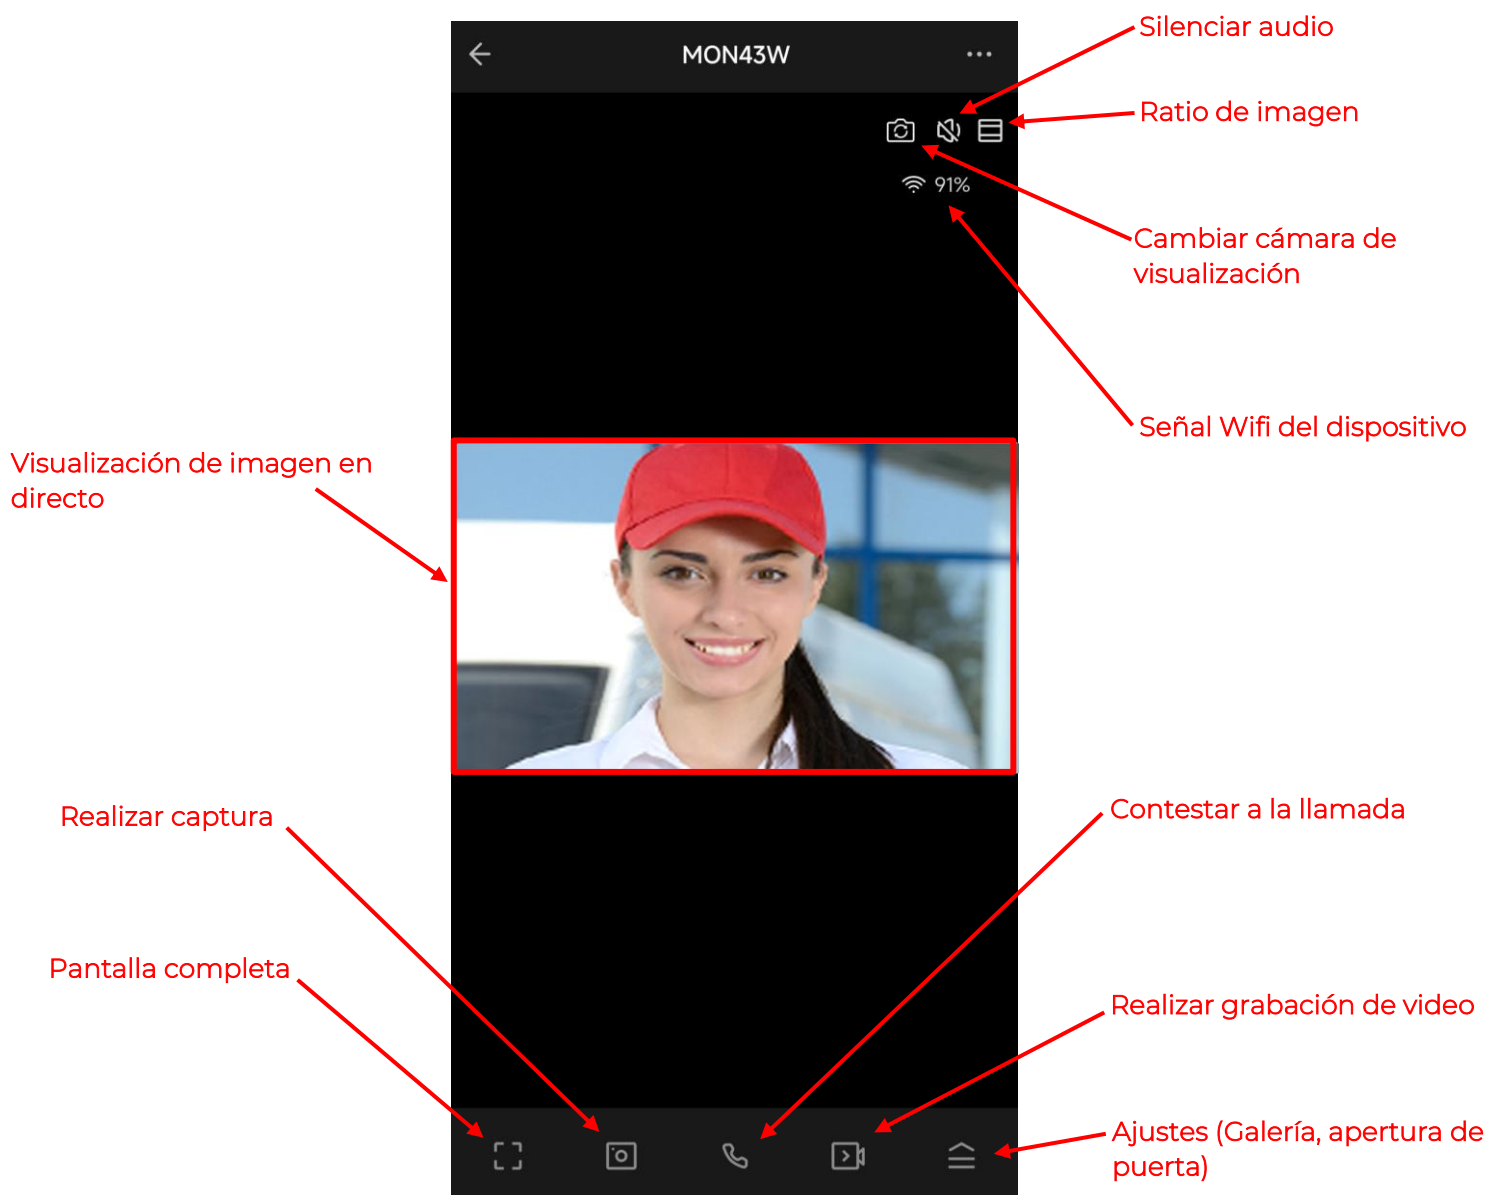 Silenciar audio
MON43W
Ratio de imagen
91%
Cambiar cámara de
visualización
Señal Wifi del dispositivo
Visualización de imagen en
directo
Realizar captura
Contestar a la llamada
Pantalla completa
Realizar grabación de video
Ajustes (Galería, apertura de
puerta)